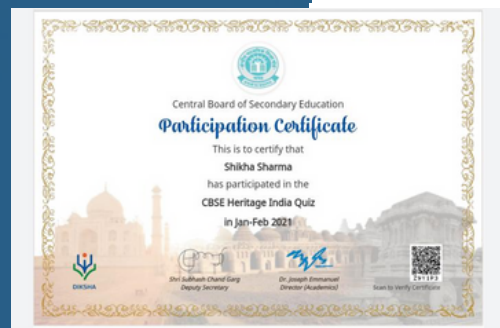 Central Board of Secondary Education
Participation Certificate
This is to certify that
Shikha Sharma
has participated in the
CBSE Heritage India Quiz
in Jan-Feb 2021
DIKSHA
Shri Subhash Chand Garg
Deputy Secretary
Dr. Joseph Emmanuel
Director (Academics)
Scan to Verify Certificate